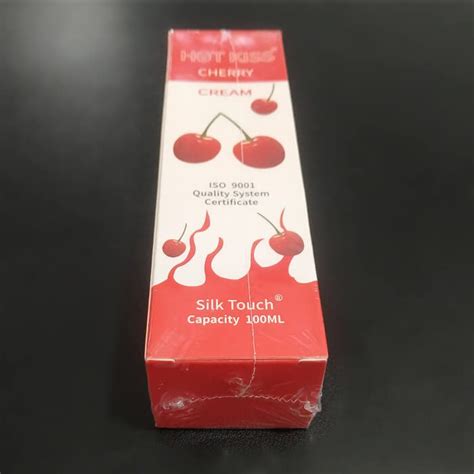 HOT KISS®
CHERRY
CREAM
ISO 9001
Quality System
Certificate
Silk Touch®
Capacity 100ML